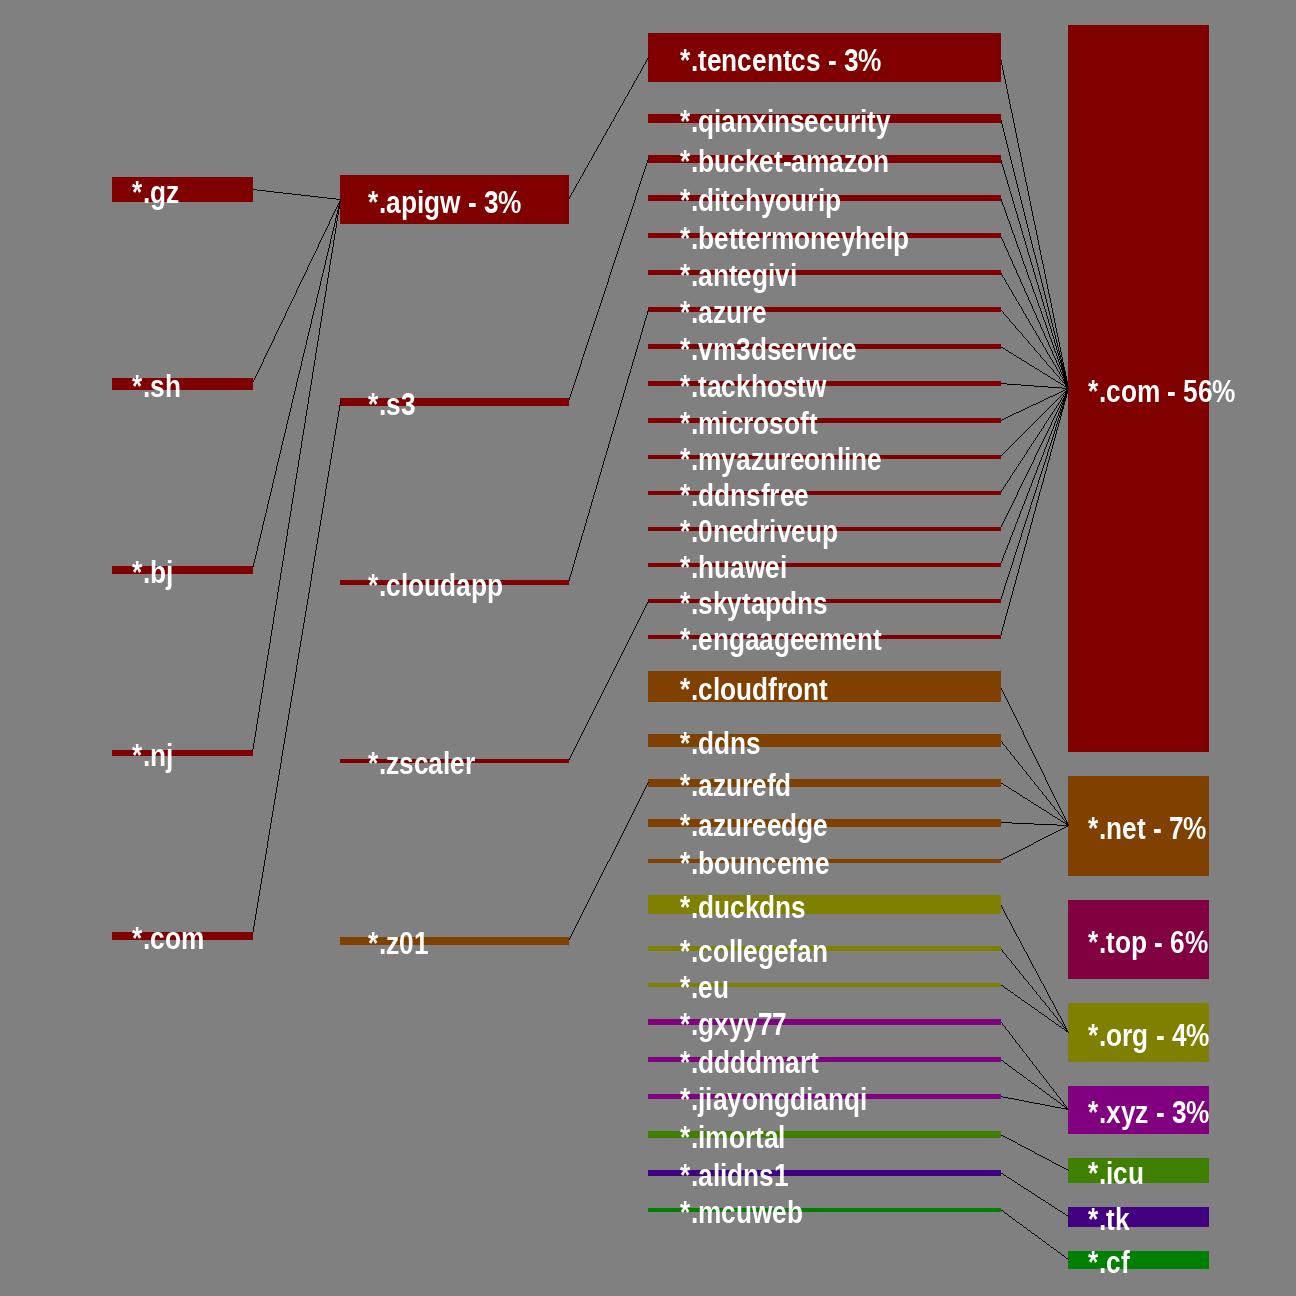 *.gz
*.sh
*.bj
*.nj
*.com
*.apigw - 3%
*.s3
*.cloudapp
*.zscaler
*.z01
*.tencentcs - 3%
*.qianxinsecurity
*.bucket-amazon
*.ditchyourip
*.bettermoneyhelp
*.antegivi
*.azure
*.vm3dservice
*.tackhostw
*.microsoft
*.myazureonline
*.ddnsfree
*.0nedriveup
*.huawei
*.skytapdns
*.engaageement
*.cloudfront
*.ddns
*.azurefd
*.azureedge
*.bounceme
*.duckdns
*.collegefan
*.eu
*.gxyy77
*.ddddmart
*.jiayongdianqi
*.imortal
*.alidns1
*.mcuweb
*.com - 56%
*.net - 7%
*.top - 6%
*.org - 4%
*.xyz - 3%
*.icu
*.tk
*.cf